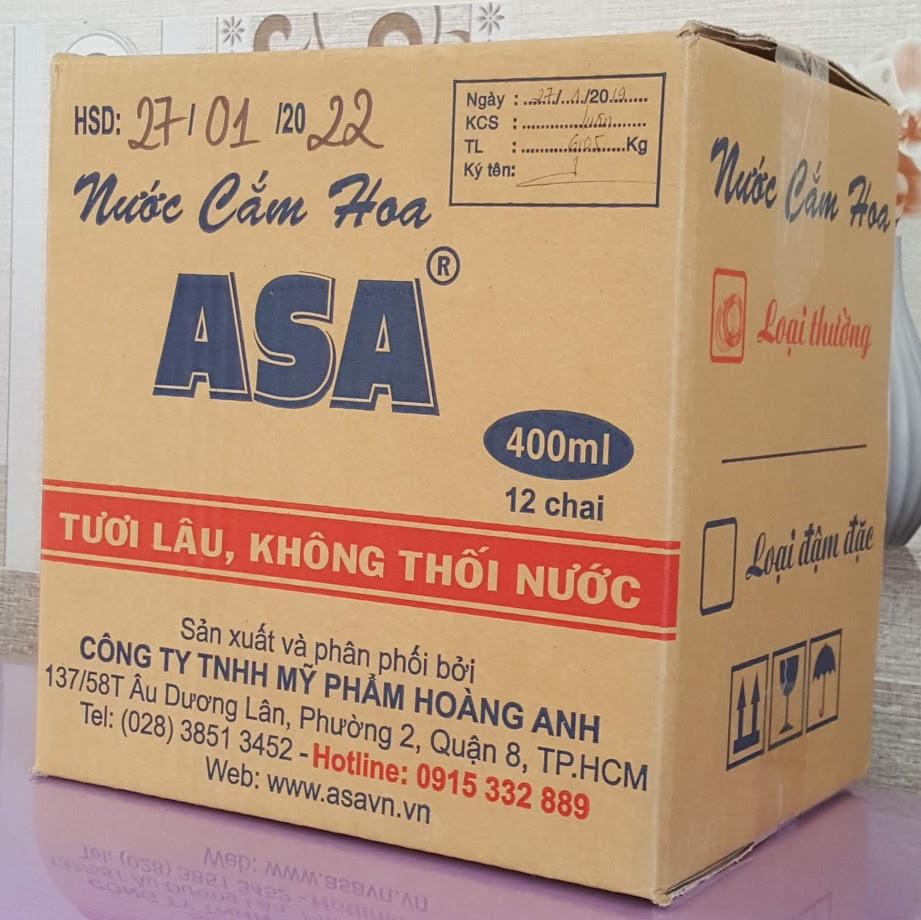 HSD: 27/01/2022
Ngày : 27/1/2019
KCS :
TL : Kg
Ký tên:
Nước Cắm Hoa
ASA®
400ml
12 chai
TƯƠI LÂU, KHÔNG THỐI NƯỚC
Sản xuất và phân phối bởi
CÔNG TY TNHH MỸ PHẨM HOÀNG ANH
137/58T Âu Dương Lân, Phường 2, Quận 8, TP.HCM
Tel: (028) 3851 3452 - Hotline: 0915 332 889
Web: www.asavn.vn
Nước Cắm Hoa
Loại thường
Loại đậm đặc